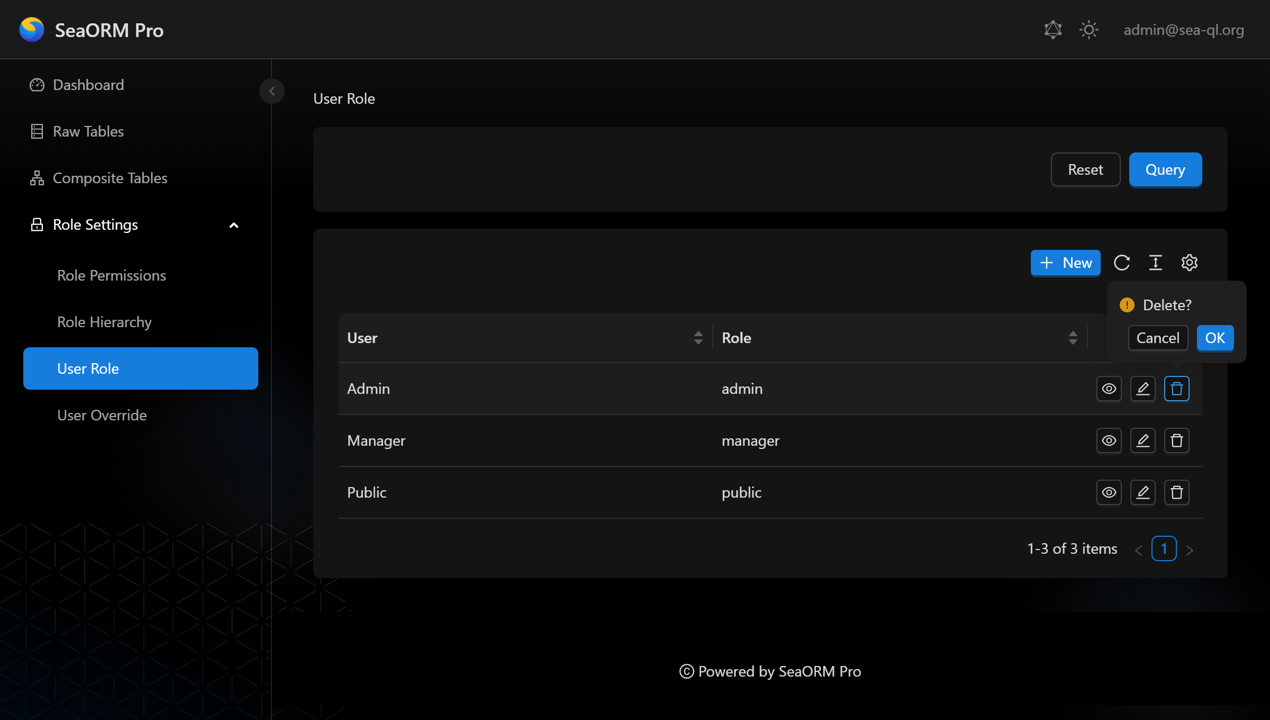 SeaORM Pro
admin@sea-ql.org
Dashboard
Raw Tables
Composite Tables
Role Settings
Role Permissions
Role Hierarchy
User Role
User Override
User Role
Reset
Query
New
Delete?
Cancel
OK
User
Role
Admin
admin
Manager
manager
Public
public
1-3 of 3 items
1
© Powered by SeaORM Pro